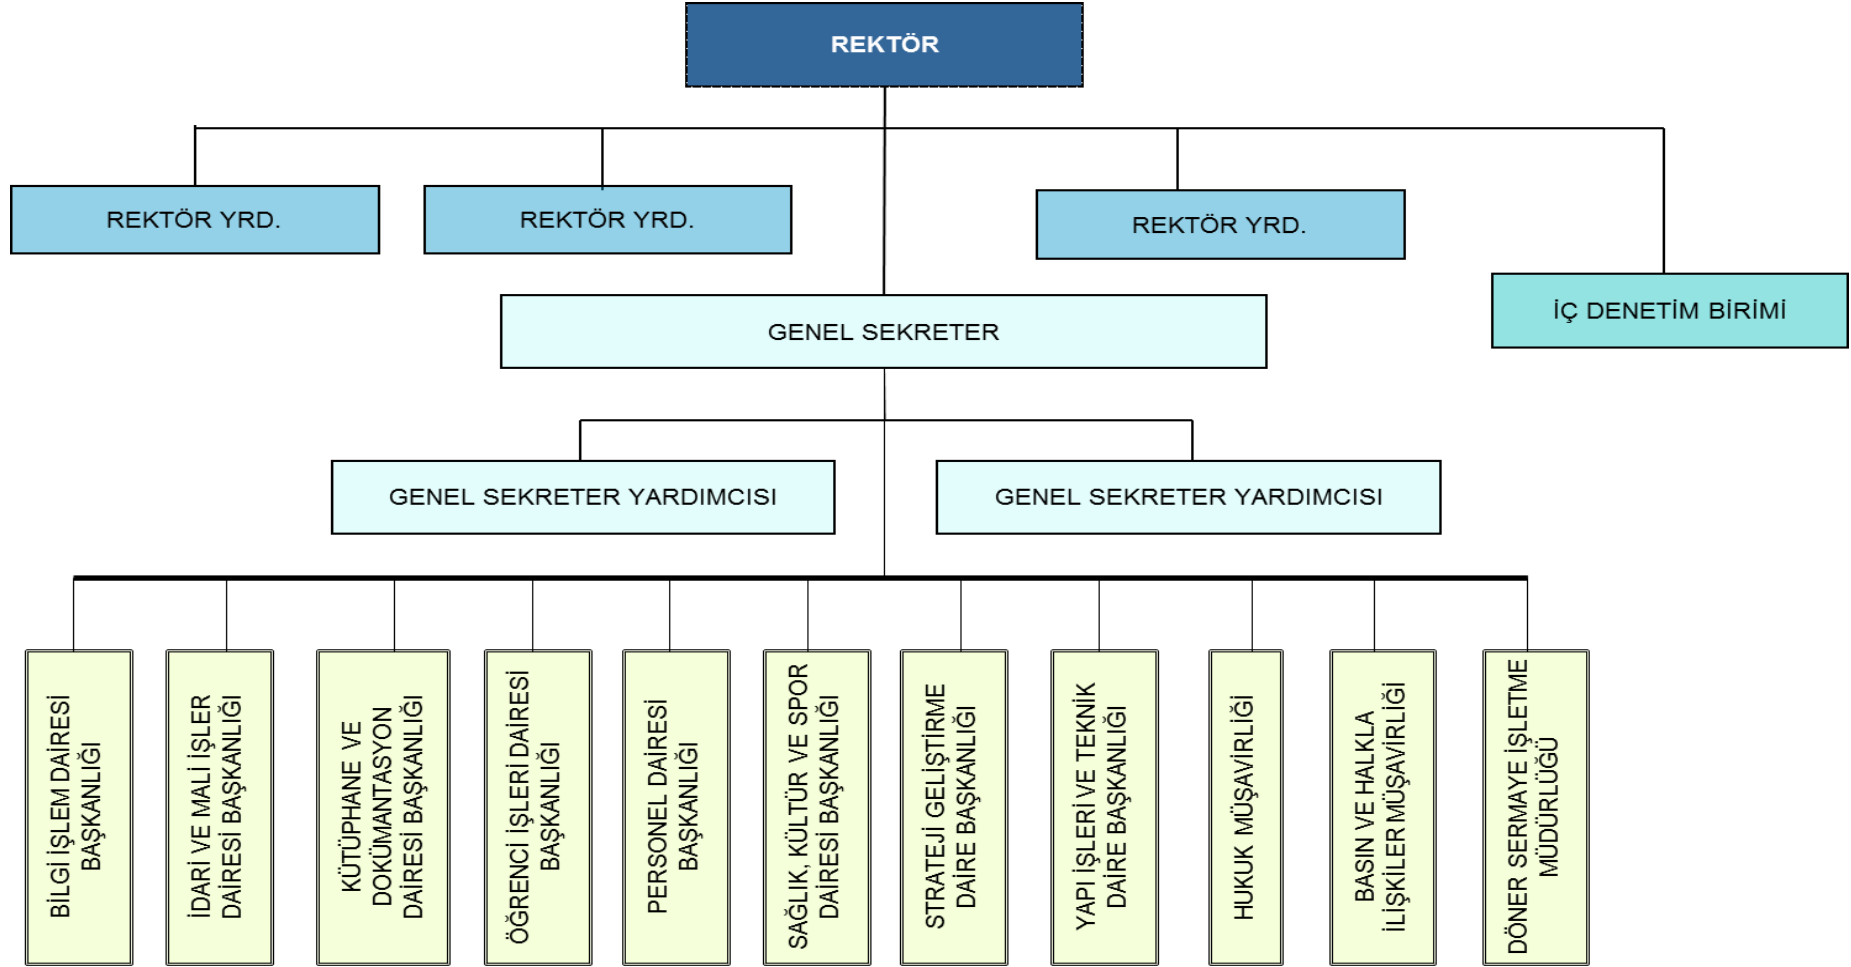 REKTÖR
REKTÖR YRD.
REKTÖR YRD.
REKTÖR YRD.
İÇ DENETİM BİRİMİ
GENEL SEKRETER
GENEL SEKRETER YARDIMCISI
GENEL SEKRETER YARDIMCISI
BİLGİ İŞLEM DAİRESİ
BAŞKANLIĞI
İDARİ VE MALİ İŞLER
DAİRESİ BAŞKANLIĞI
KÜTÜPHANE VE
DOKÜMANTASYON
DAİRESİ BAŞKANLIĞI
ÖĞRENCİ İŞLERİ DAİRESİ
BAŞKANLIĞI
PERSONEL DAİRESİ
BAŞKANLIĞI
SAĞLIK, KÜLTÜR VE SPOR
DAİRESİ BAŞKANLIĞI
STRATEJİ GELİŞTİRME
DAİRE BAŞKANLIĞI
YAPI İŞLERİ VE TEKNİK
DAİRE BAŞKANLIĞI
HUKUK MÜŞAVİRLİĞİ
BASIN VE HALKLA
İLİŞKİLER MÜŞAVİRLİĞİ
DÖNER SERMAYE İŞLETME
MÜDÜRLÜĞÜ